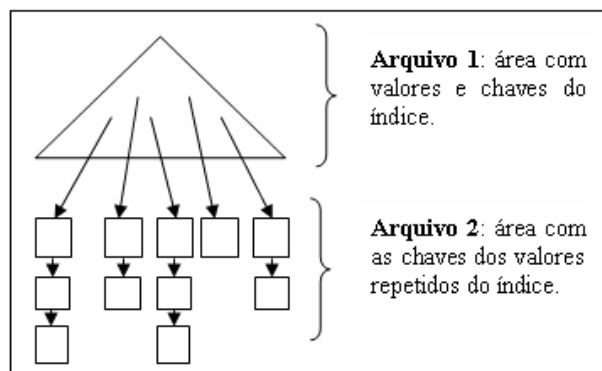 Arquivo 1: área com
valores e chaves do
índice.
Arquivo 2: área com
as chaves dos valores
repetidos do índice.